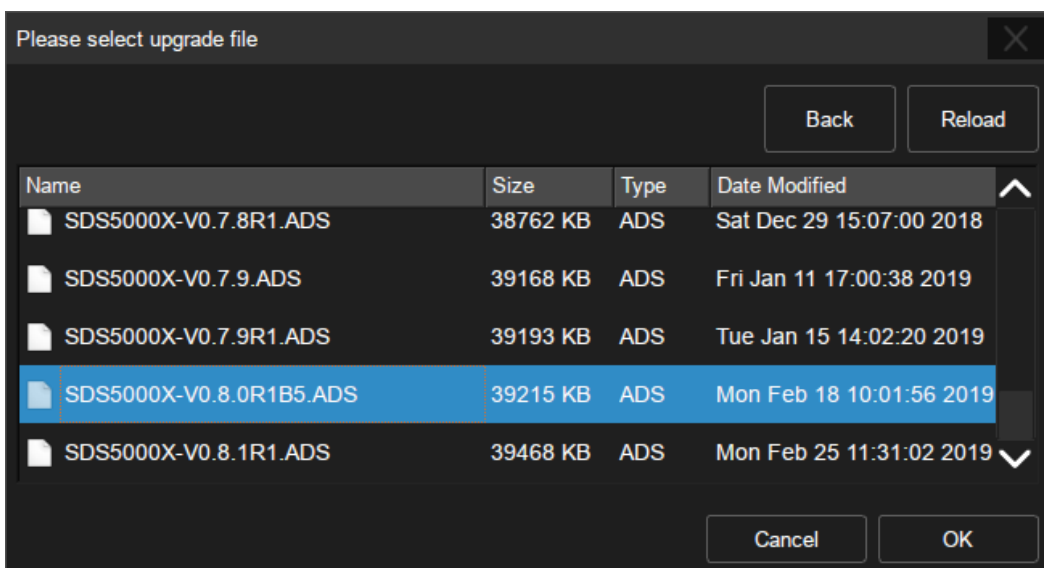 Please select upgrade file
Back Reload
Name Size Type Date Modified
SDS5000X-V0.7.8R1.ADS 38762 KB ADS Sat Dec 29 15:07:00 2018
SDS5000X-V0.7.9.ADS 39168 KB ADS Fri Jan 11 17:00:38 2019
SDS5000X-V0.7.9R1.ADS 39193 KB ADS Tue Jan 15 14:02:20 2019
SDS5000X-V0.8.0R1B5.ADS 39215 KB ADS Mon Feb 18 10:01:56 2019
SDS5000X-V0.8.1R1.ADS 39468 KB ADS Mon Feb 25 11:31:02 2019
Cancel OK